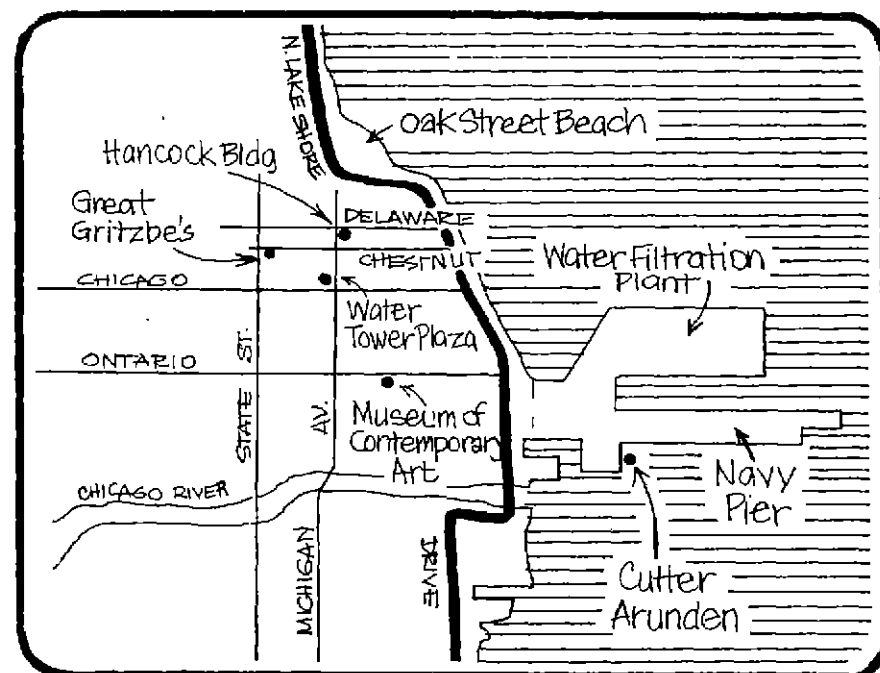 N. LAKE SHORE
Oak Street Beach
Hancock Bldg
Great
Gritzbe's
DELAWARE
CHESTNUT
CHICAGO
Water Filtration
Plant
Water
Tower Plaza
ONTARIO
STATE ST.
MICHIGAN AV.
Museum of
Contemporary
Art
Navy
Pier
CHICAGO RIVER
DRIVE
Cutter
Arunden